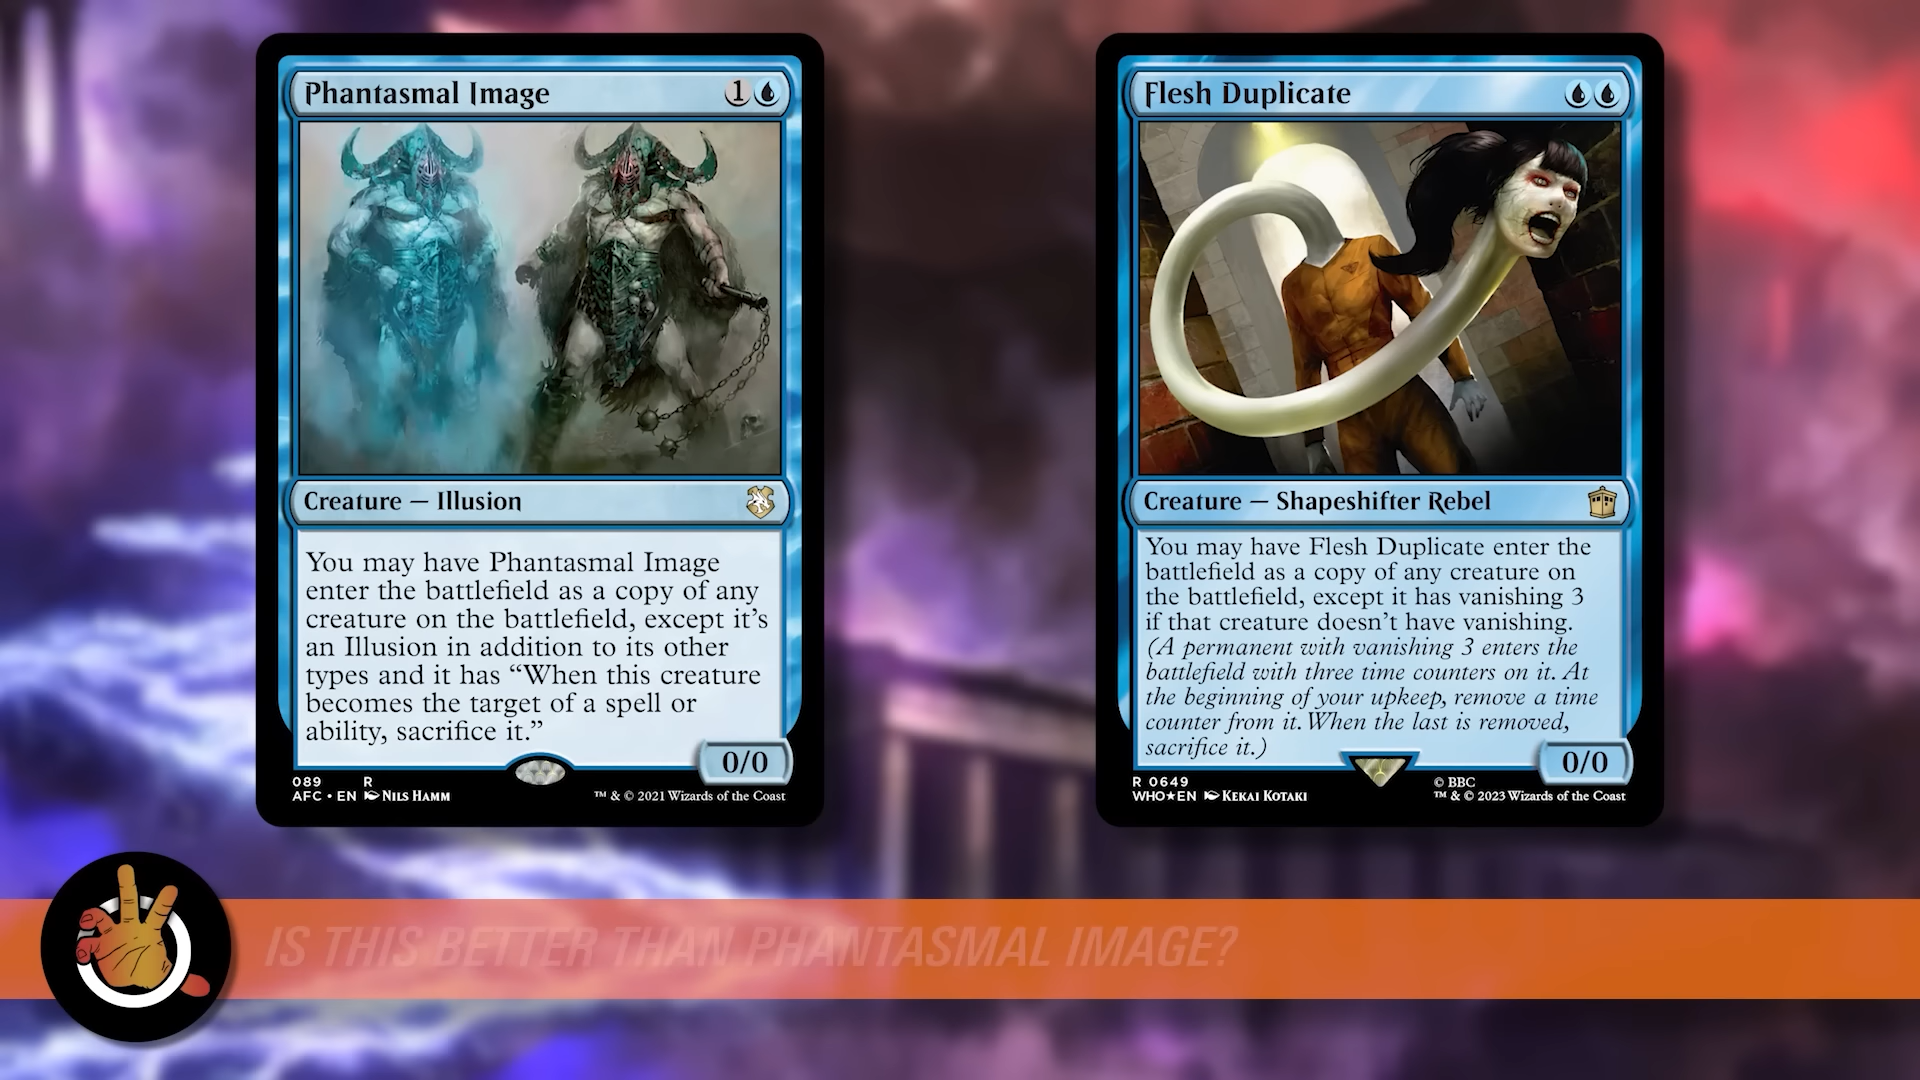 Phantasmal Image 1
Creature — Illusion
You may have Phantasmal Image
enter the battlefield as a copy of any
creature on the battlefield, except it's
an Illusion in addition to its other
types and it has “When this creature
becomes the target of a spell or
ability, sacrifice it.”
0/0
089 R
AFC • EN NILS HAMM
™ & © 2021 Wizards of the Coast
Flesh Duplicate
Creature — Shapeshifter Rebel
You may have Flesh Duplicate enter the
battlefield as a copy of any creature on
the battlefield, except it has vanishing 3
if that creature doesn't have vanishing.
(A permanent with vanishing 3 enters the
battlefield with three time counters on it. At
the beginning of your upkeep, remove a time
counter from it. When the last is removed,
sacrifice it.)
0/0
R 0649
WHO★EN KEKAI KOTAKI
© BBC
™ & © 2023 Wizards of the Coast
IS THIS BETTER THAN PHANTASMAL IMAGE?